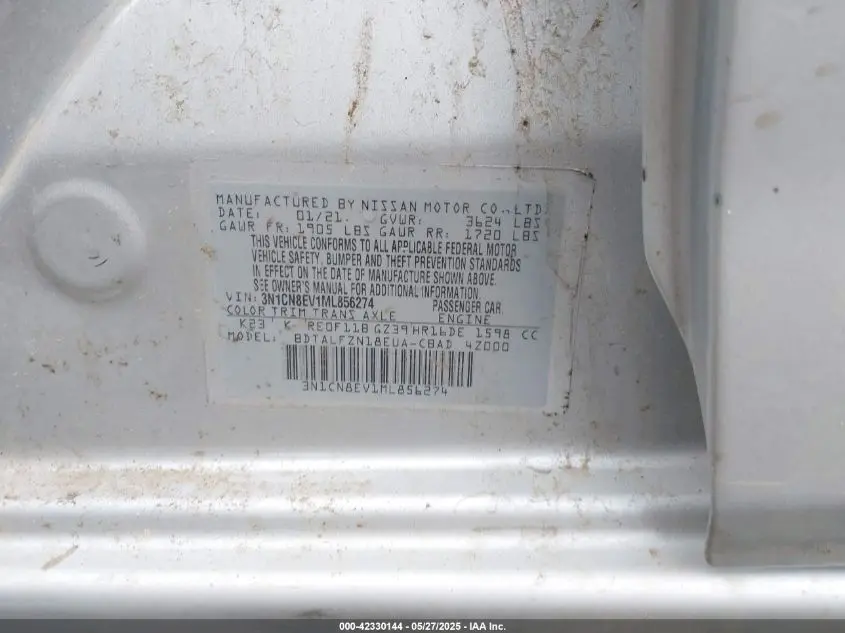 MANUFACTURED BY NISSAN MOTOR CO., LTD.
DATE: 01/21. GVWR: 3624 LBS
GAWR FR: 1905 LBS GAWR RR: 1720 LBS
THIS VEHICLE CONFORMS TO ALL APPLICABLE FEDERAL MOTOR
VEHICLE SAFETY, BUMPER AND THEFT PREVENTION STANDARDS
IN EFFECT ON THE DATE OF MANUFACTURE SHOWN ABOVE.
SEE OWNER'S MANUAL FOR ADDITIONAL INFORMATION.
VIN: 3N1CN8EV1ML856274 PASSENGER CAR
COLOR TRIM TRANS AXLE ENGINE
K23 K RE0F11B GZ39 HR16DE 1598 CC
MODEL: BDTALFZN18EUA-CBAD 4Z000
3N1CN8EV1ML856274
000-42330144 / 05/27/2025 - IAA Inc.